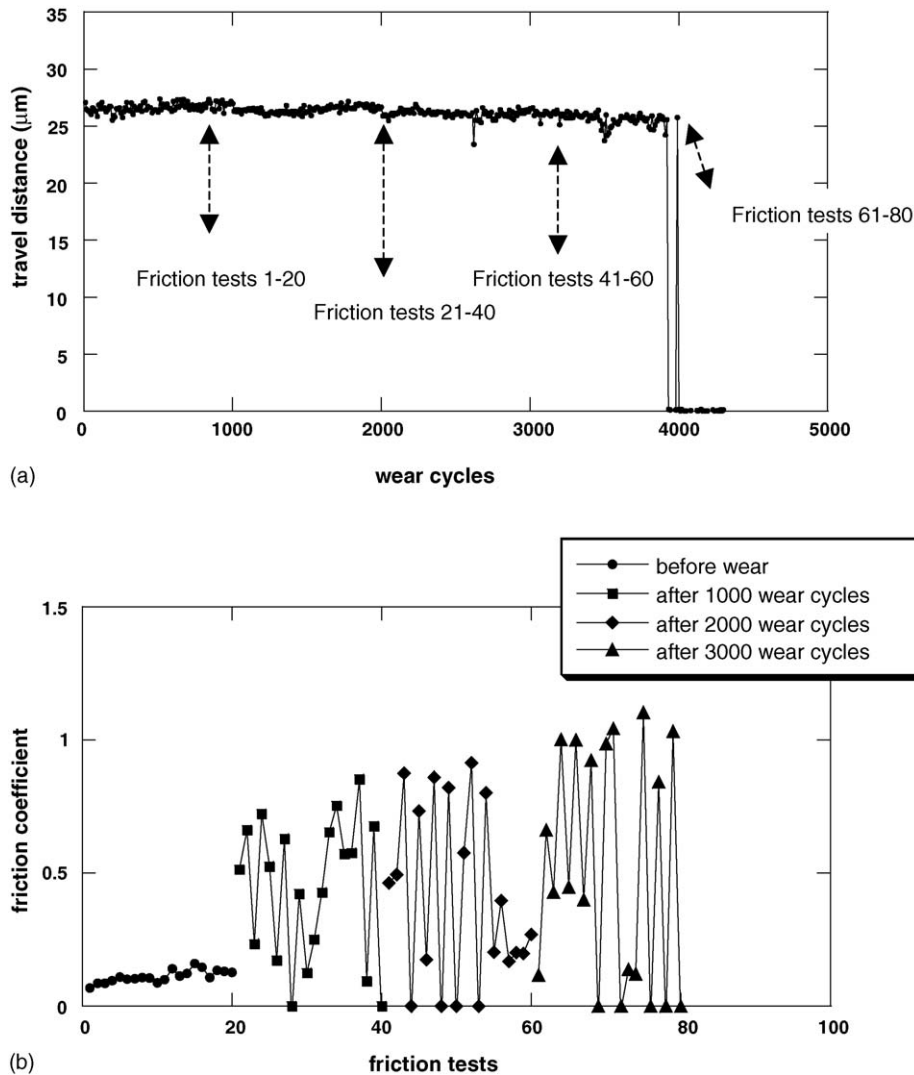 35
30
25
20
15
10
5
0
travel distance (μm)
Friction tests 1-20
Friction tests 21-40
Friction tests 41-60
Friction tests 61-80
0 1000 2000 3000 4000 5000
(a)
wear cycles
before wear
after 1000 wear cycles
after 2000 wear cycles
after 3000 wear cycles
1.5
1
0.5
0
friction coefficient
0 20 40 60 80 100
(b)
friction tests